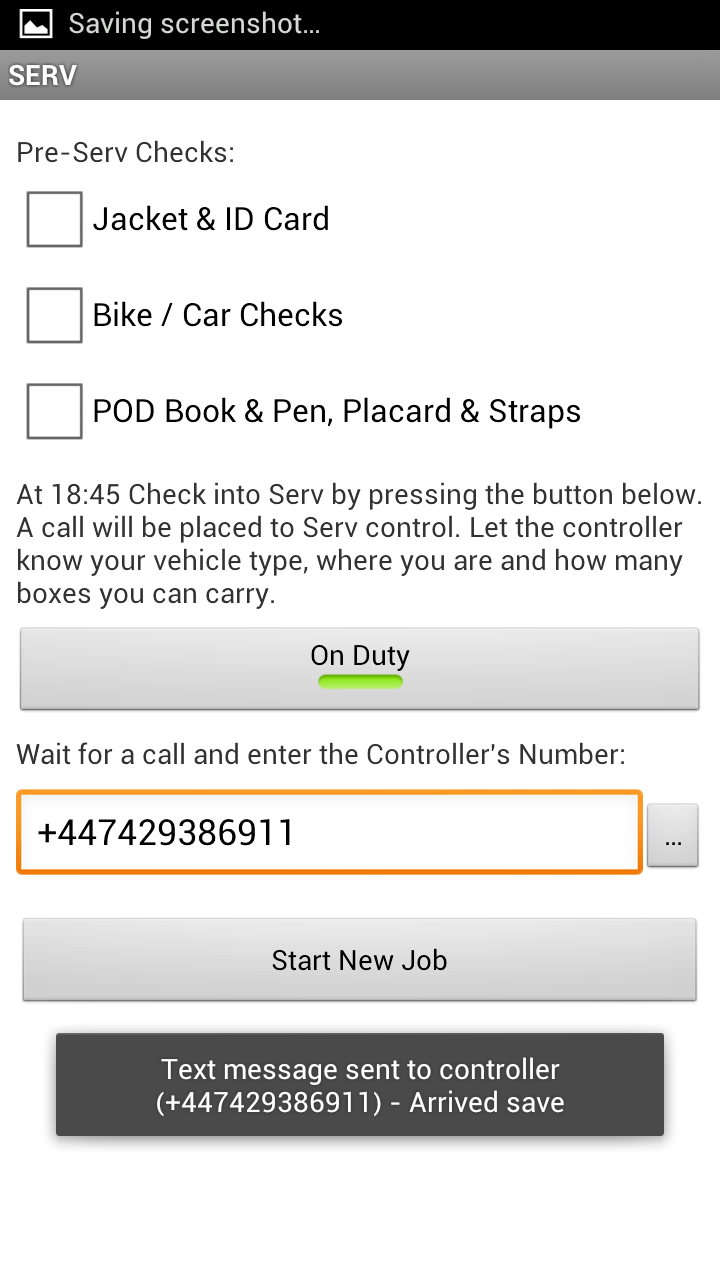 Saving screenshot...
SERV
Pre-Serv Checks:
Jacket & ID Card
Bike / Car Checks
POD Book & Pen, Placard & Straps
At 18:45 Check into Serv by pressing the button below.
A call will be placed to Serv control. Let the controller
know your vehicle type, where you are and how many
boxes you can carry.
On Duty
Wait for a call and enter the Controller's Number:
+447429386911
...
Start New Job
Text message sent to controller
(+447429386911) - Arrived save